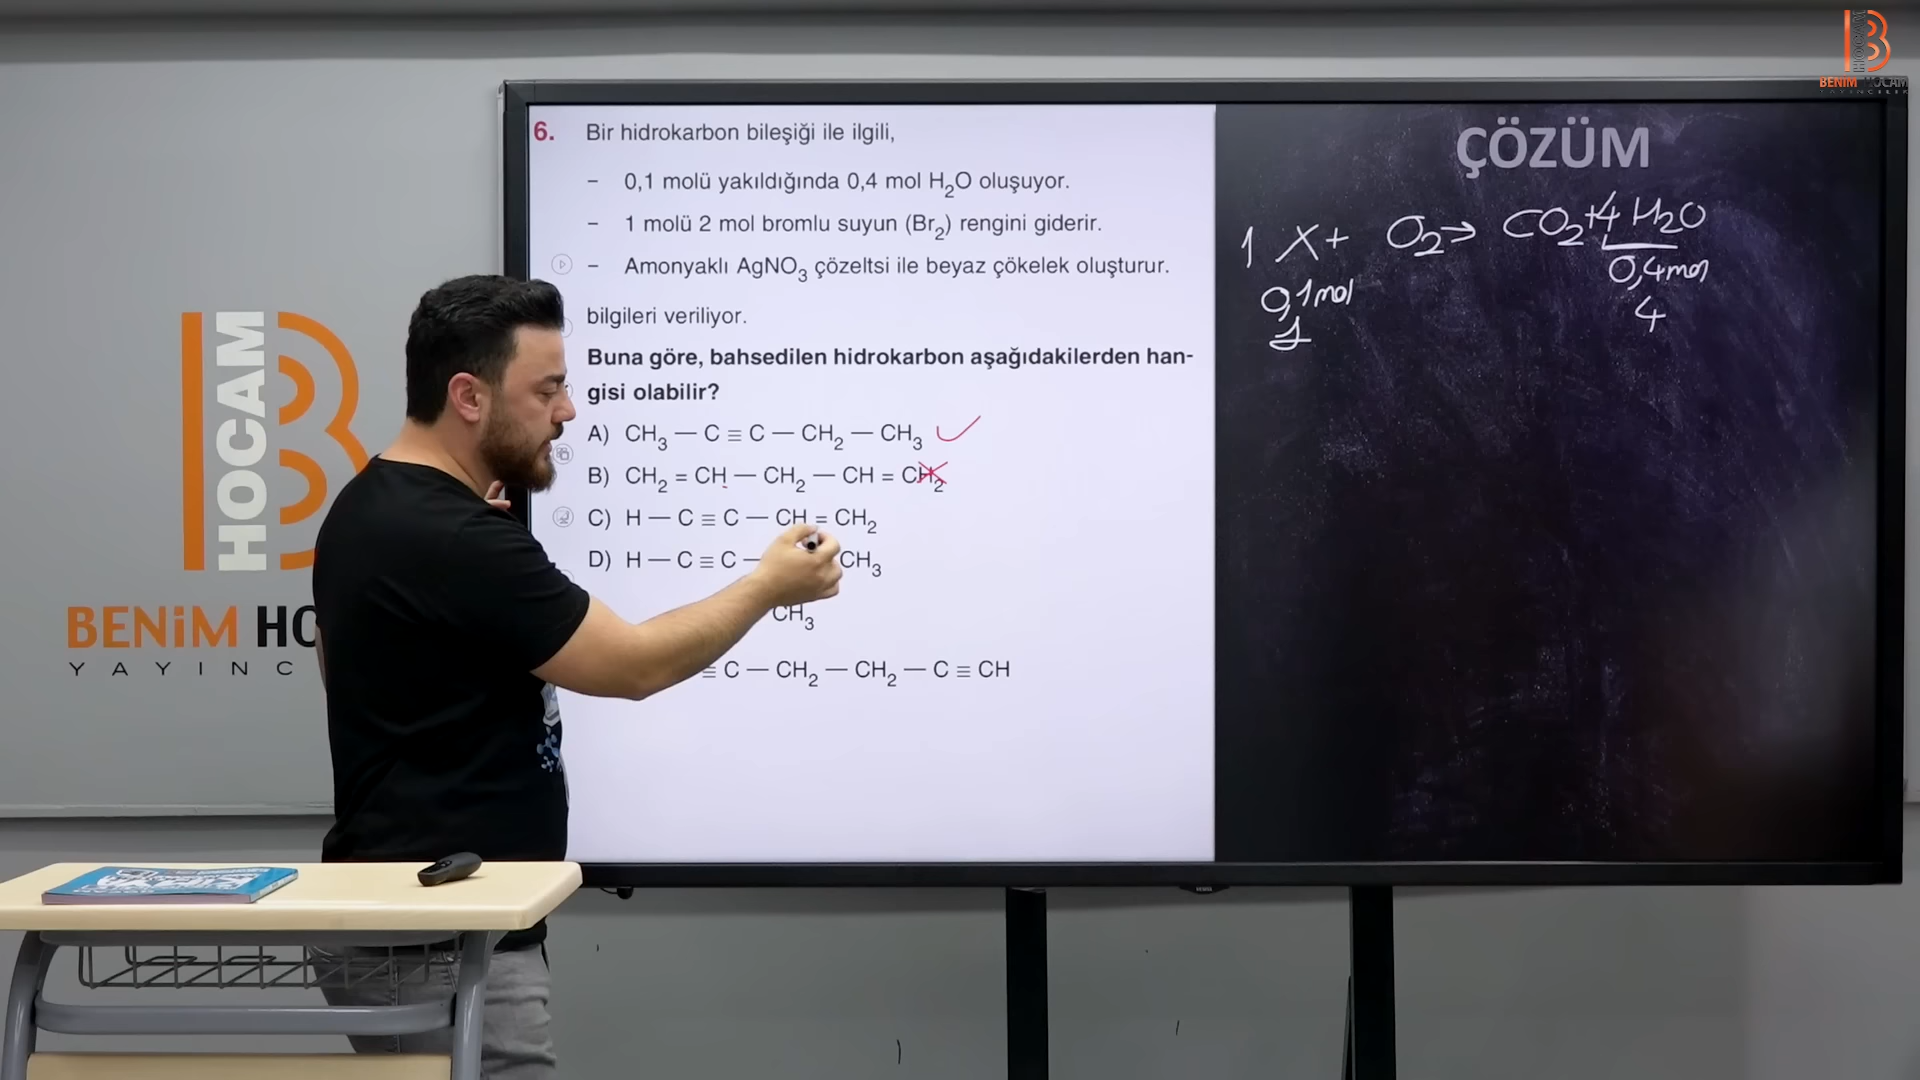 BENİM HOCAM
YAYINCILIK
HOCAM
BENİM HO
YAYINC
6. Bir hidrokarbon bileşiği ile ilgili,
– 0,1 molü yakıldığında 0,4 mol H₂O oluşuyor.
– 1 molü 2 mol bromlu suyun (Br₂) rengini giderir.
– Amonyaklı AgNO₃ çözeltsi ile beyaz çökelek oluşturur.
bilgileri veriliyor.
Buna göre, bahsedilen hidrokarbon aşağıdakilerden han-
gisi olabilir?
A) CH₃ — C ≡ C — CH₂ — CH₃
B) CH₂ = CH — CH₂ — CH = CH₂
C) H — C ≡ C — CH = CH₂
D) H — C ≡ C — CH₃
CH₃
≡ C — CH₂ — CH₂ — C ≡ CH
ÇÖZÜM
1 X + O₂ → CO₂ + 4 H₂O
0,1 mol 0,4 mol
1 4